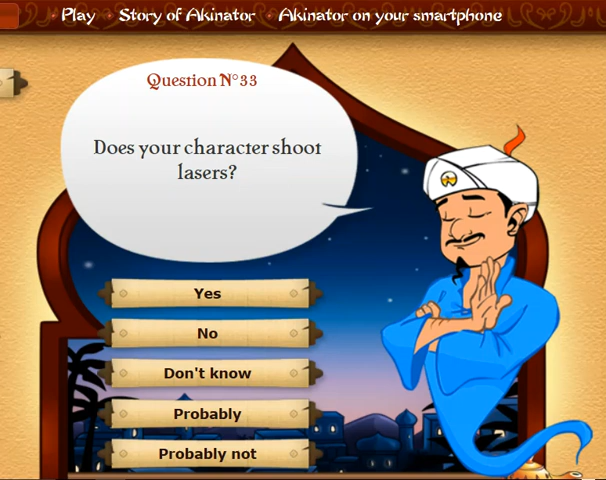 Play Story of Akinator Akinator on your smartphone
Question N°33
Does your character shoot
lasers?
Yes
No
Don't know
Probably
Probably not